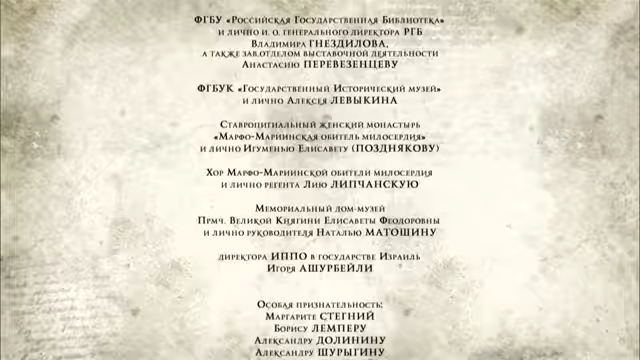 ФГБУ «Российская Государственная Библиотека»
и лично и. о. генерального директора РГБ
Владимира ГНЕЗДИЛОВА,
а также зав.отделом выставочной деятельности
Анастасию ПЕРЕВЕЗЕНЦЕВУ
ФГБУК «Государственный Исторический музей»
и лично Алексея ЛЕВЫКИНА
Ставропигиальный женский монастырь
«Марфо-Мариинская обитель милосердия»
и лично Игуменью Елисавету (ПОЗДНЯКОВУ)
Хор Марфо-Мариинской обители милосердия
и лично регента Лию ЛИПЧАНСКУЮ
Мемориальный дом-музей
Прмч. Великой Княгини Елисаветы Феодоровны
и лично руководителя Наталью МАТОШИНУ
директора ИППО в государстве Израиль
Игоря АШУРБЕЙЛИ
Особая признательность:
Маргарите СТЕГНИЙ
Борису ЛЕМПЕРУ
Александру ДОЛИНИНУ
Александру ШУРЫГИНУ